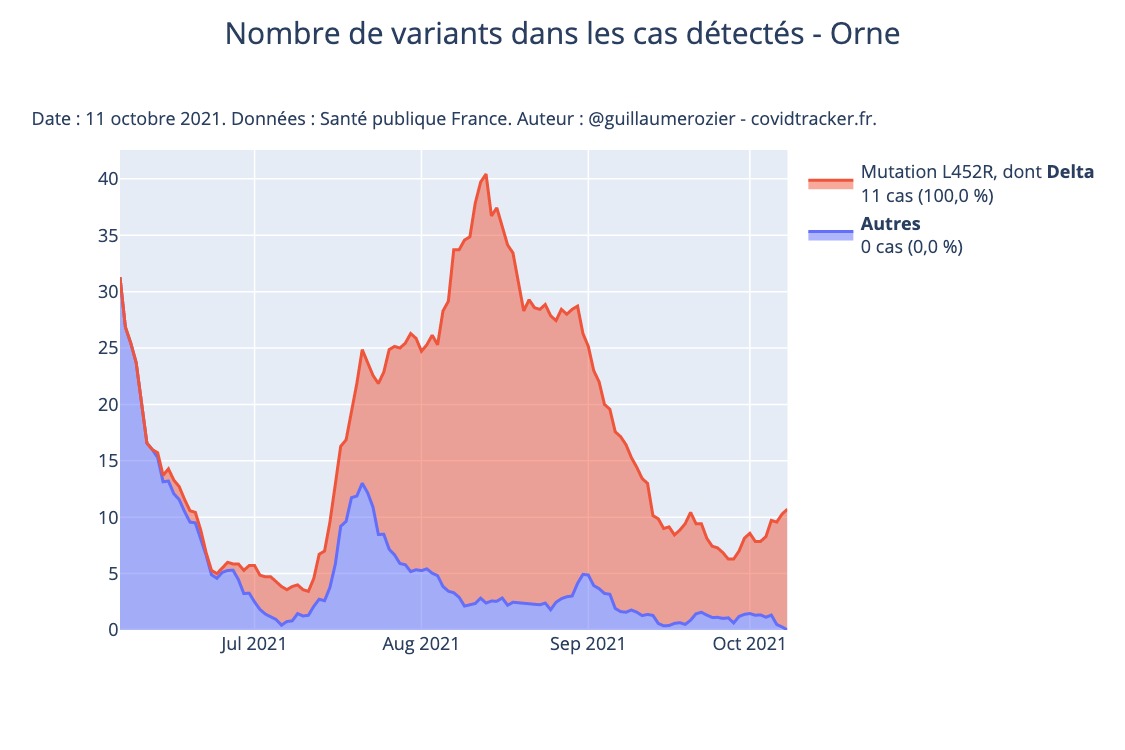 Nombre de variants dans les cas détectés - Orne
Date : 11 octobre 2021. Données : Santé publique France. Auteur : @guillaumerozier - covidtracker.fr.
Mutation L452R, dont Delta
11 cas (100,0 %)
Autres
0 cas (0,0 %)
40
35
30
25
20
15
10
5
0
Jul 2021
Aug 2021
Sep 2021
Oct 2021